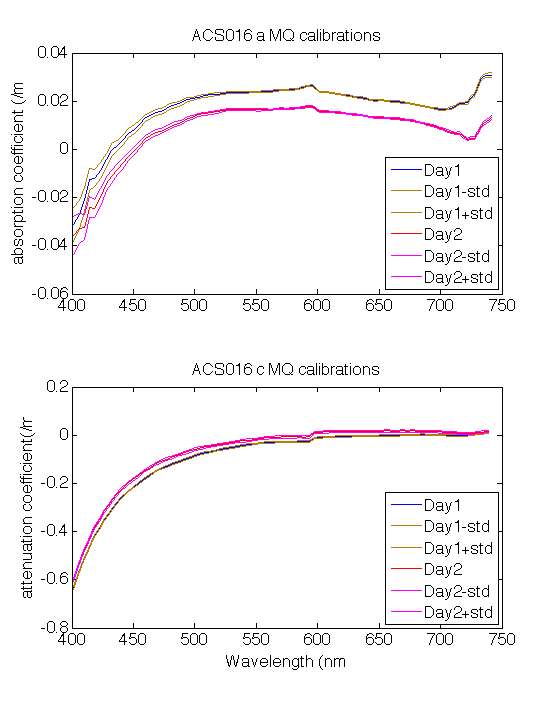 ACS016 a MQ calibrations
0.04
0.02
0
-0.02
-0.04
-0.06
absorption coefficient (/m
400
450
500
550
600
650
700
750
Day1
Day1-std
Day1+std
Day2
Day2-std
Day2+std
ACS016 c MQ calibrations
0.2
0
-0.2
-0.4
-0.6
-0.8
attenuation coefficient(/m
400
450
500
550
600
650
700
750
Day1
Day1-std
Day1+std
Day2
Day2-std
Day2+std
Wavelength (nm